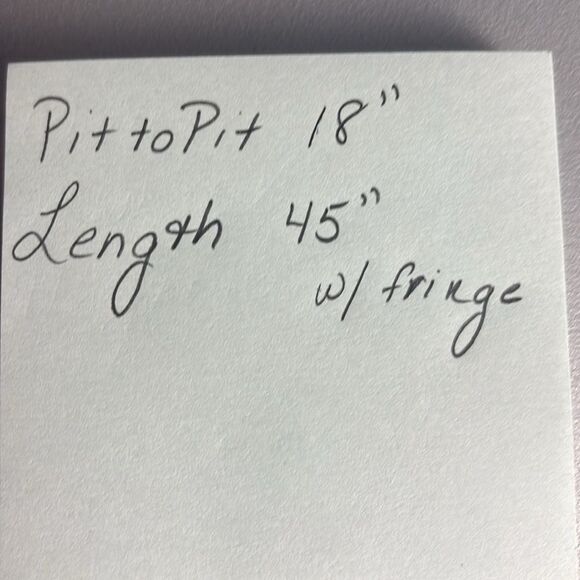 Pit to Pit 18"
Length 45"
w/ fringe